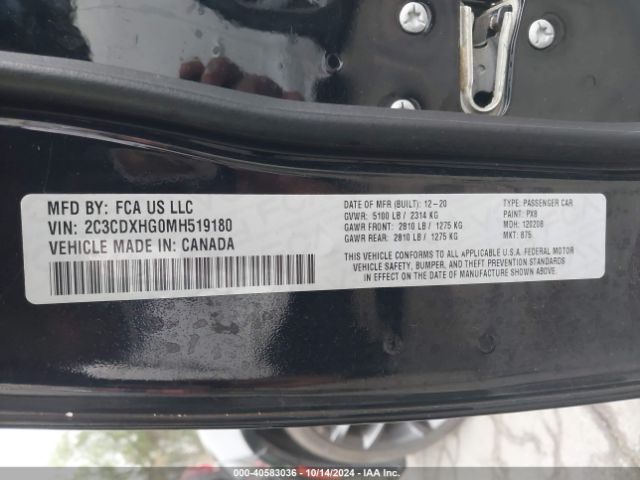 MFD BY: FCA US LLC
VIN: 2C3CDXHG0MH519180
VEHICLE MADE IN: CANADA
DATE OF MFR (BUILT): 12-20
GVWR: 5100 LB / 2314 KG
GAWR FRONT: 2810 LB / 1275 KG
GAWR REAR: 2810 LB / 1275 KG
TYPE: PASSENGER CAR
PAINT: PX8
MDH: 120208
MKT: 875
THIS VEHICLE CONFORMS TO ALL APPLICABLE U.S.A. FEDERAL MOTOR
VEHICLE SAFETY, BUMPER, AND THEFT PREVENTION STANDARDS
IN EFFECT ON THE DATE OF MANUFACTURE SHOWN ABOVE.
000-40583036 - 10/14/2024 - IAA Inc.